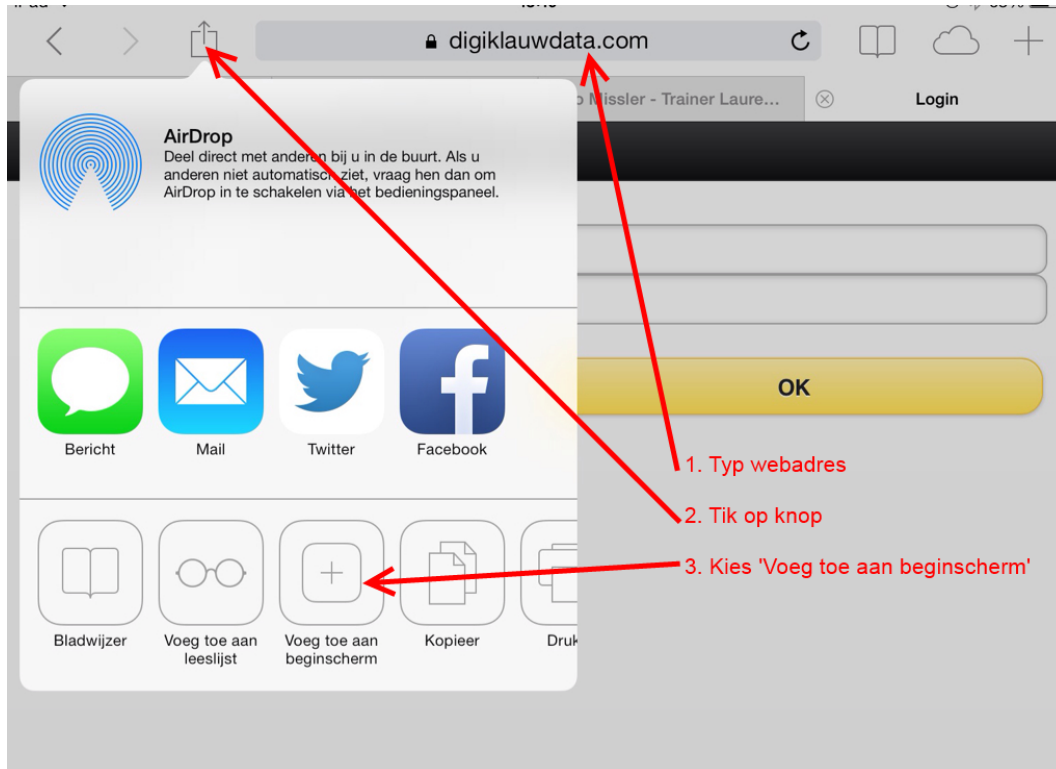 digiklauwdata.com
Missler - Trainer Laure...
Login
AirDrop
Deel direct met anderen bij u in de buurt. Als u
anderen niet automatisch ziet, vraag hen dan om
AirDrop in te schakelen via het bedieningspaneel.
OK
Bericht
Mail
Twitter
Facebook
1. Typ webadres
2. Tik op knop
3. Kies 'Voeg toe aan beginscherm'
Bladwijzer
Voeg toe aan
leeslijst
Voeg toe aan
beginscherm
Kopieer
Druk